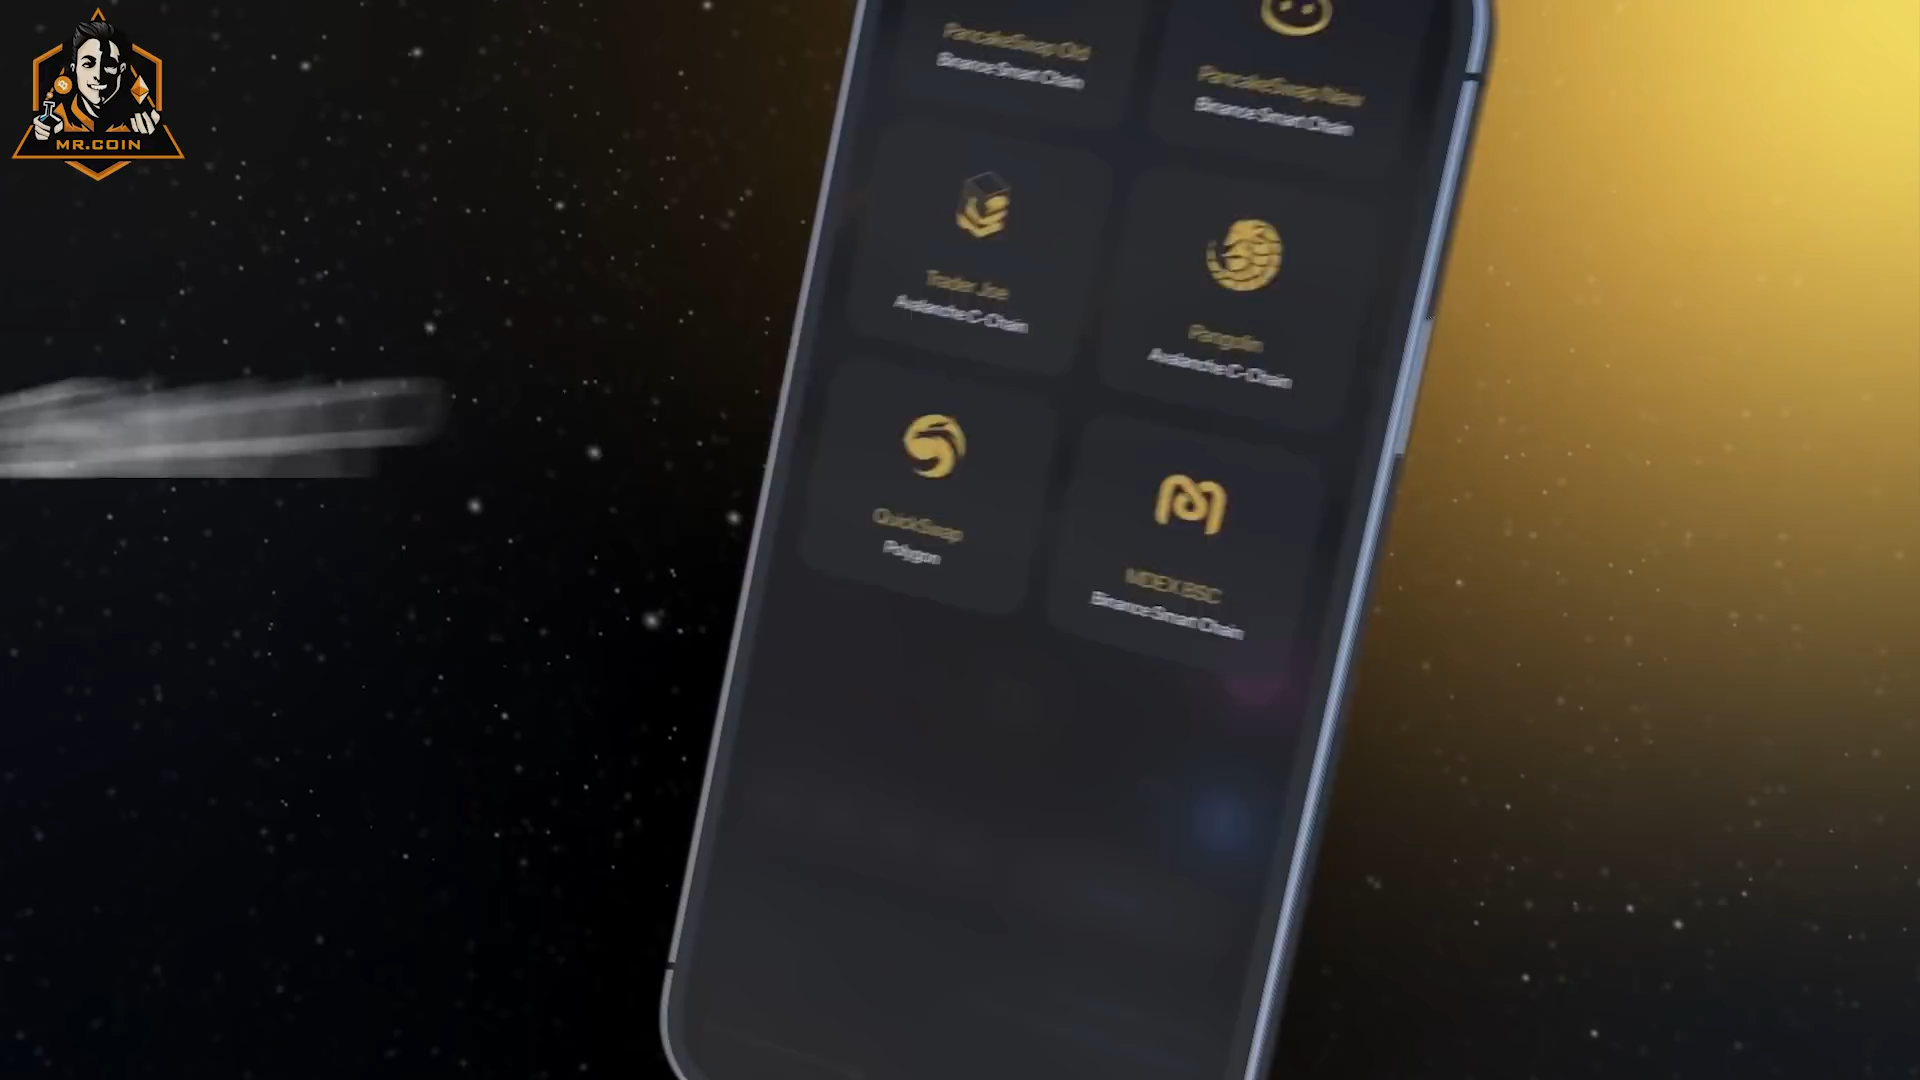 MR.COIN
PancakeSwap Old
Binance Smart Chain
PancakeSwap New
Binance Smart Chain
Trader Joe
Avalanche C-Chain
Pangolin
Avalanche C-Chain
QuickSwap
Polygon
MDEX BSC
Binance Smart Chain